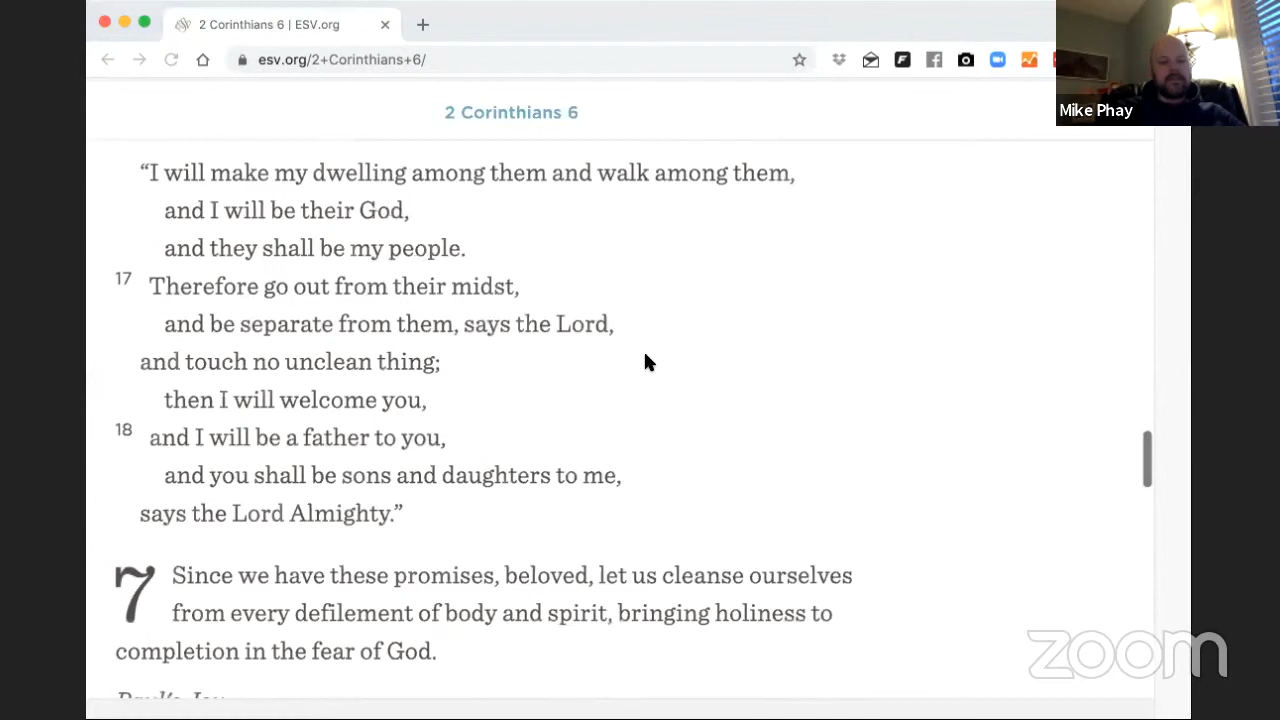 2 Corinthians 6 | ESV.org
esv.org/2+Corinthians+6/
Mike Phay
2 Corinthians 6
“I will make my dwelling among them and walk among them,
and I will be their God,
and they shall be my people.
17 Therefore go out from their midst,
and be separate from them, says the Lord,
and touch no unclean thing;
then I will welcome you,
18 and I will be a father to you,
and you shall be sons and daughters to me,
says the Lord Almighty.”
7 Since we have these promises, beloved, let us cleanse ourselves
from every defilement of body and spirit, bringing holiness to
completion in the fear of God.
Paul’s Joy
zoom